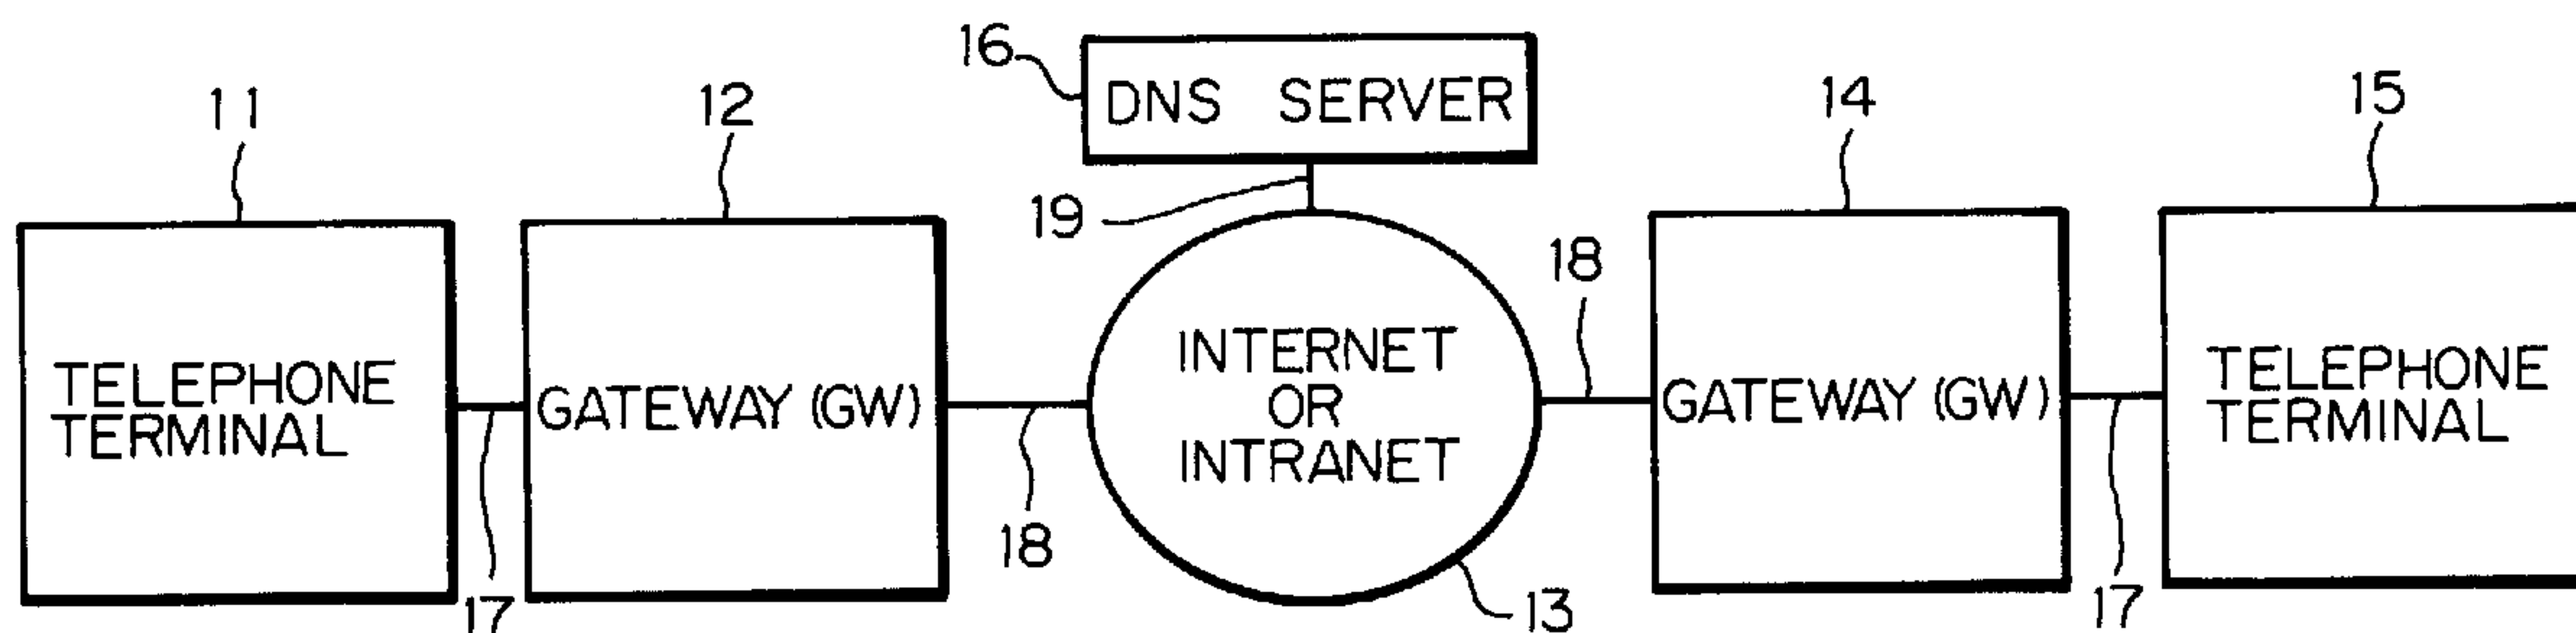 16
DNS SERVER
11
12
14
15
19
18
TELEPHONE
TERMINAL
GATEWAY (GW)
INTERNET
OR
INTRANET
GATEWAY (GW)
TELEPHONE
TERMINAL
17
18
13
17